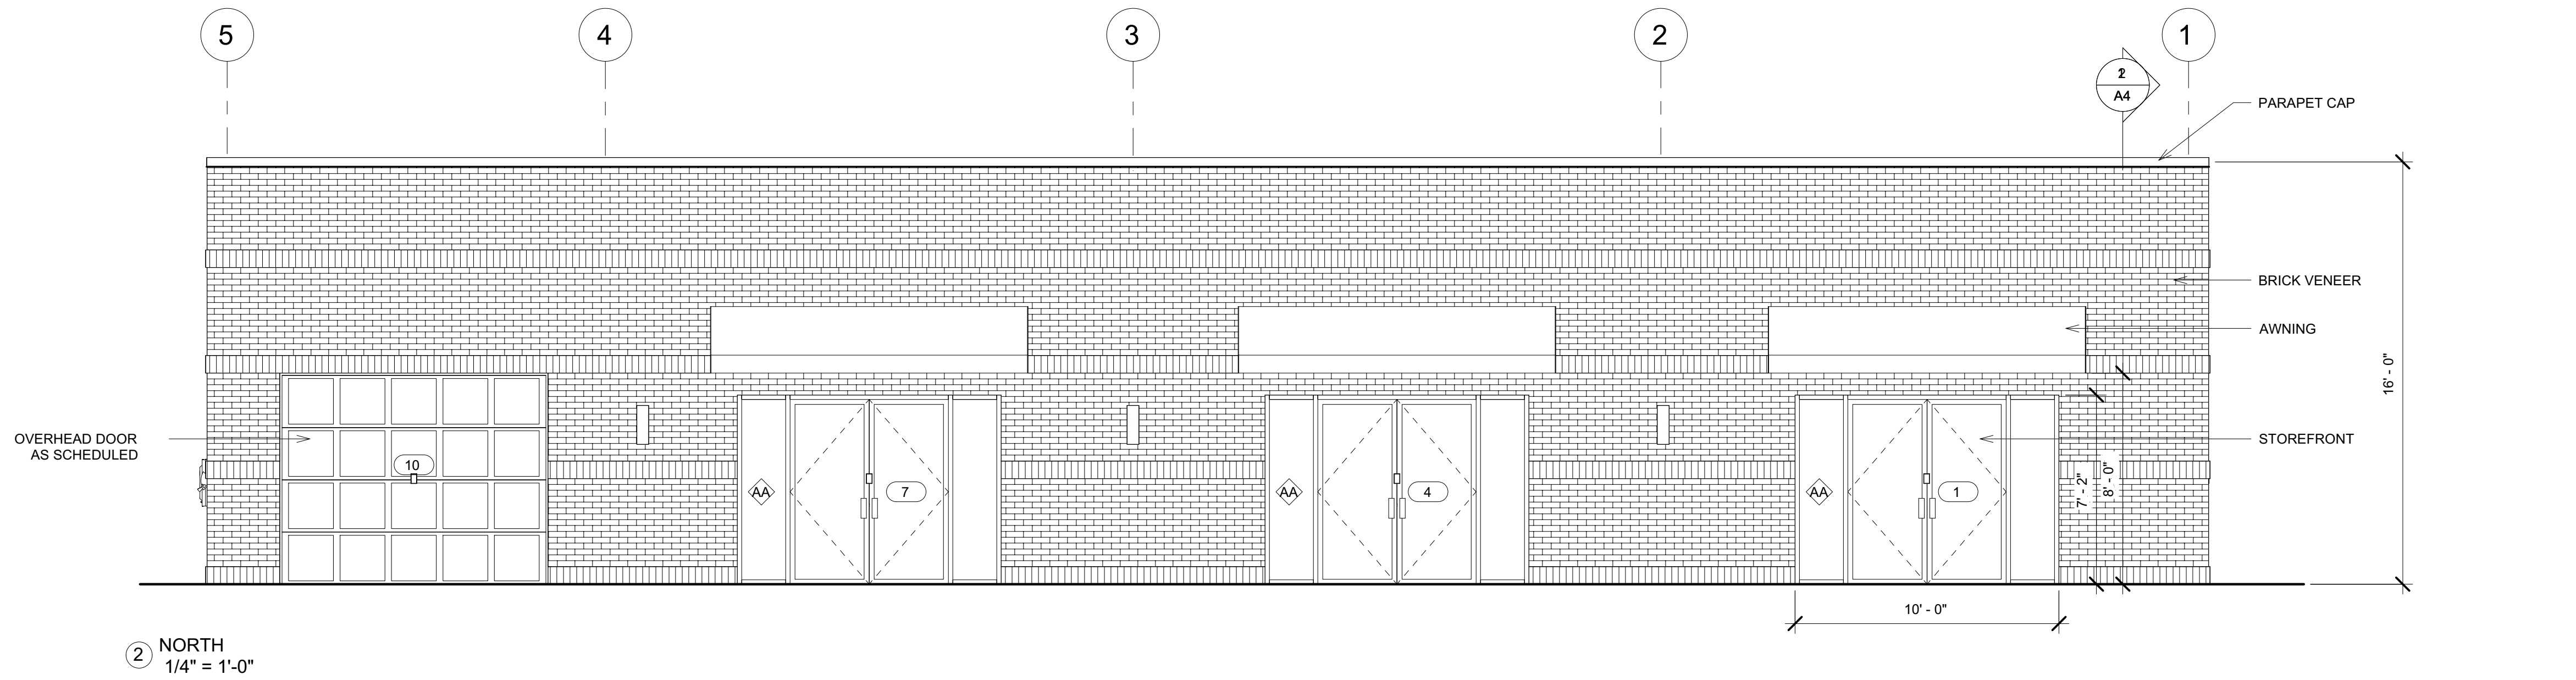 5
4
3
2
1
A4
PARAPET CAP
BRICK VENEER
AWNING
16' - 0"
OVERHEAD DOOR
AS SCHEDULED
STOREFRONT
10
AA
7
AA
4
AA
1
7' - 2"
8' - 0"
10' - 0"
2
NORTH
1/4" = 1'-0"